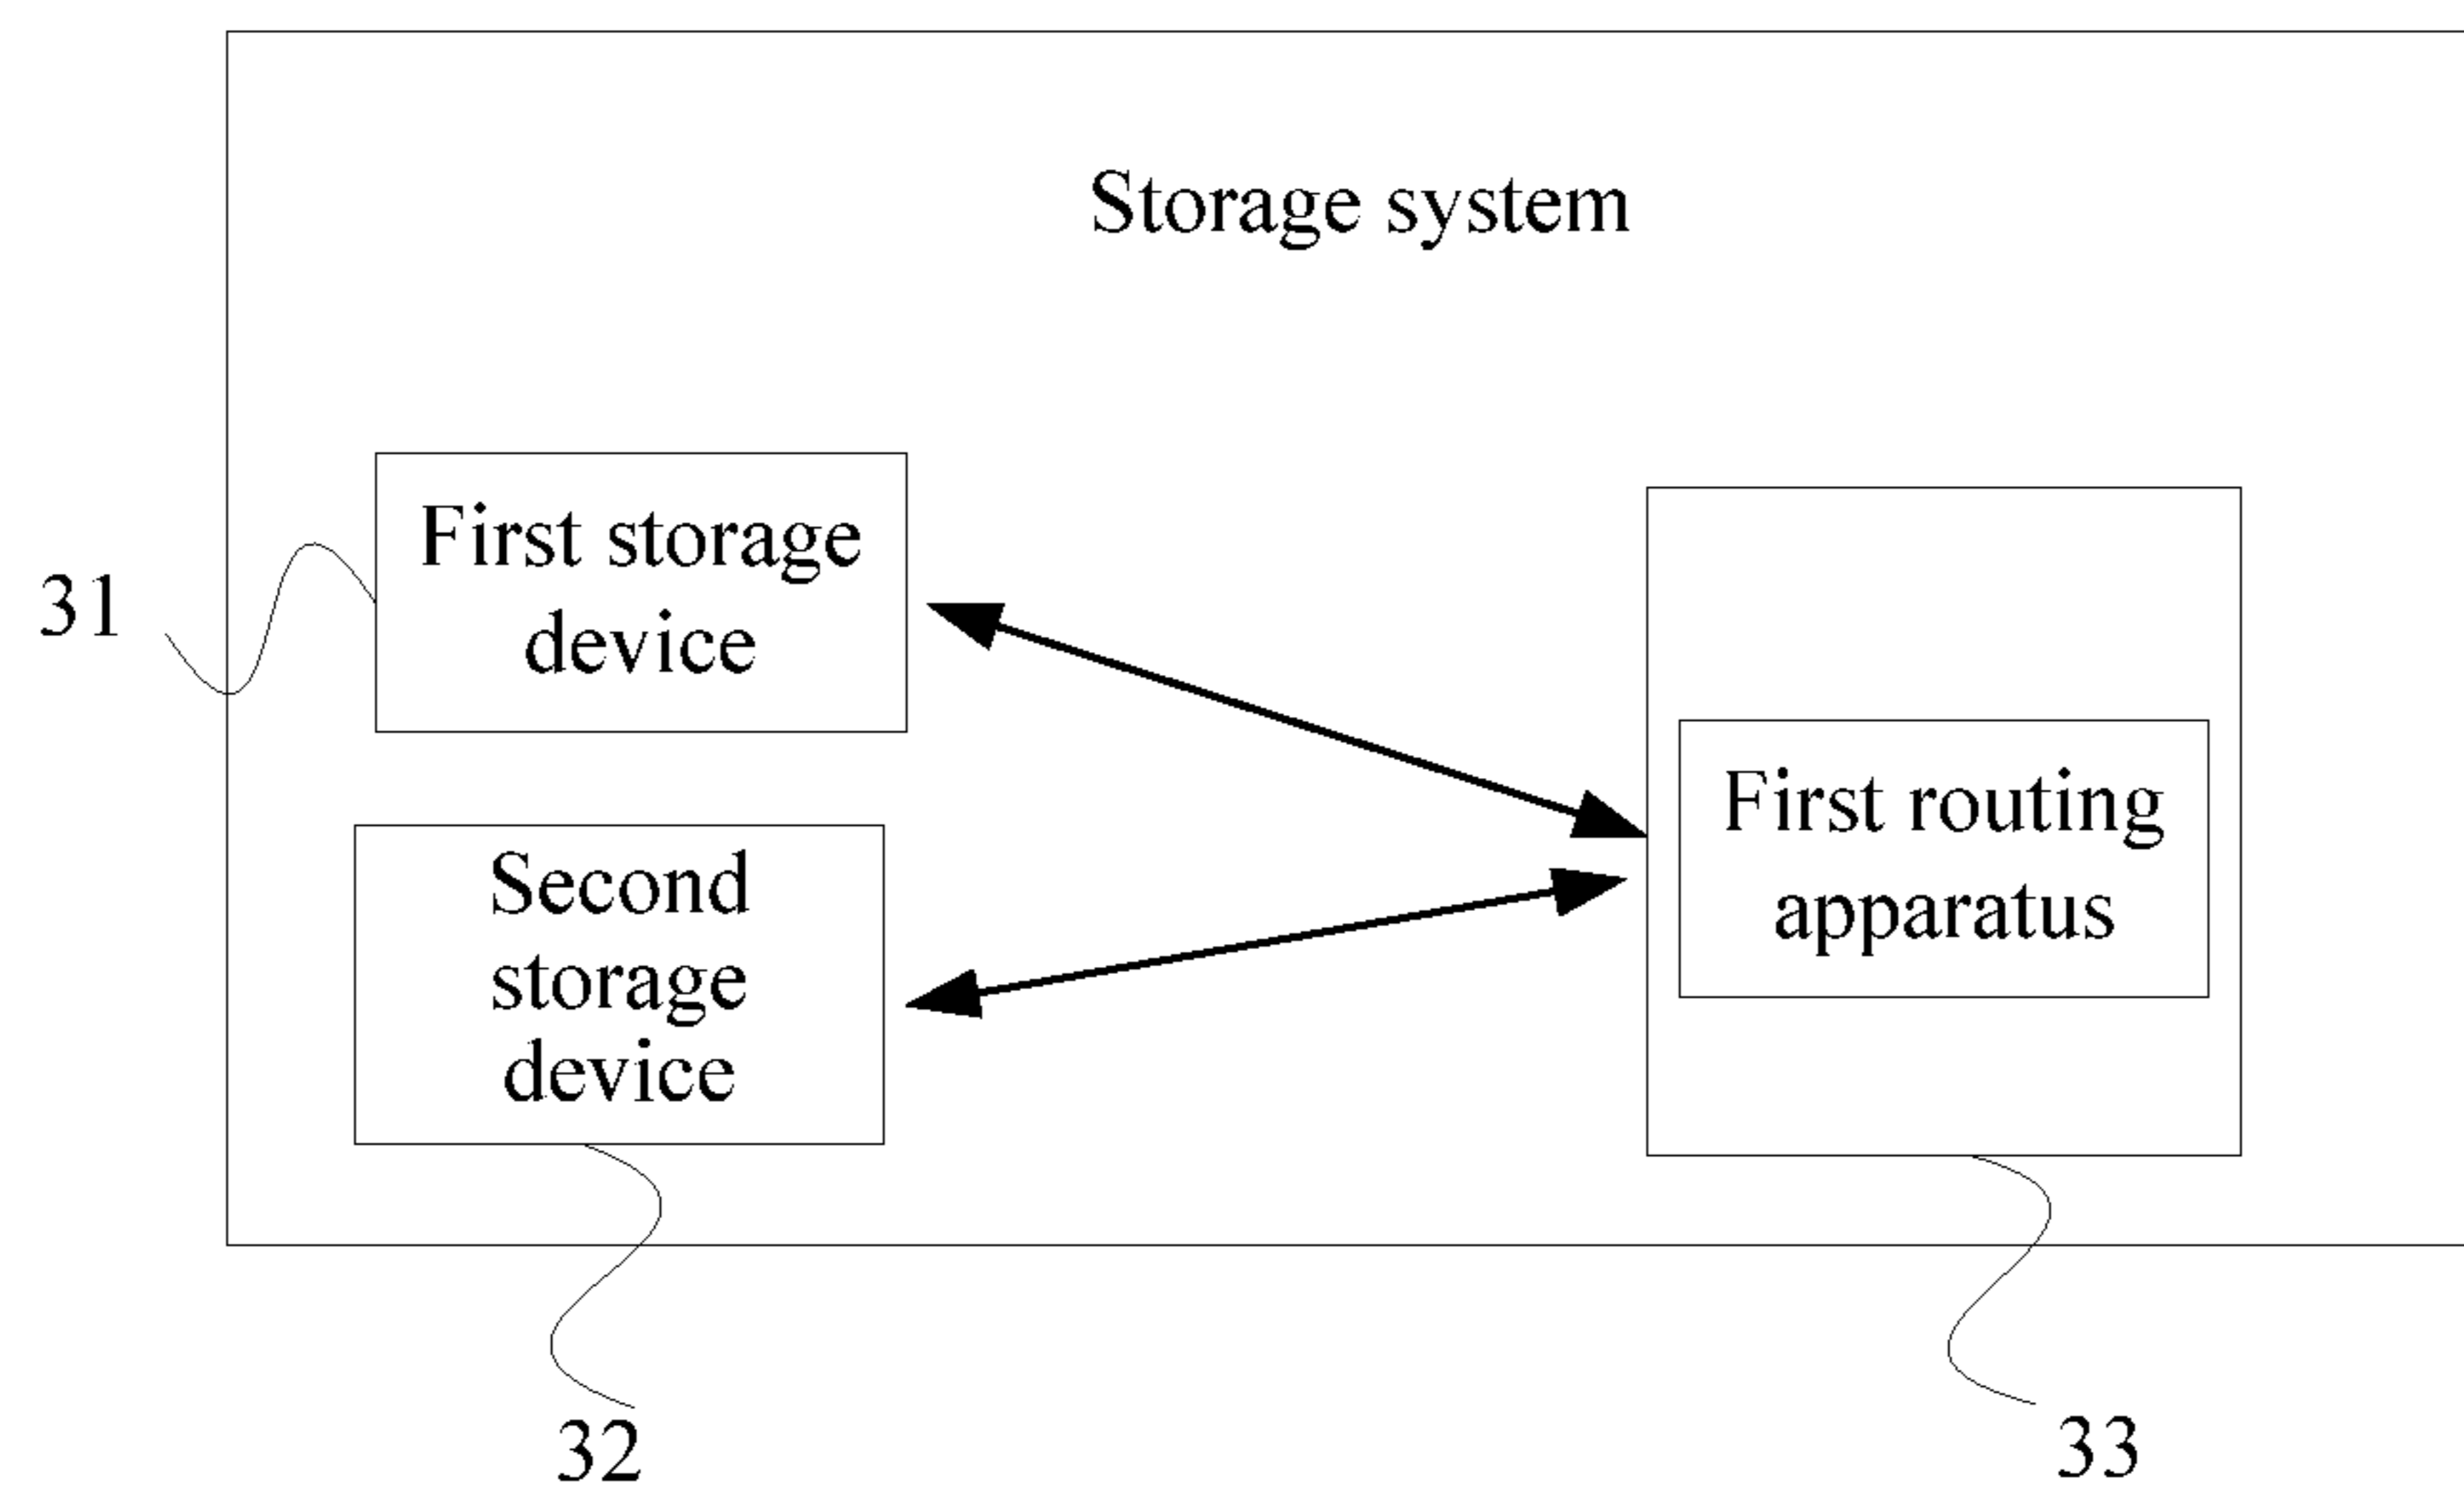 Storage system
First storage
device
31
First routing
apparatus
Second
storage
device
32
33